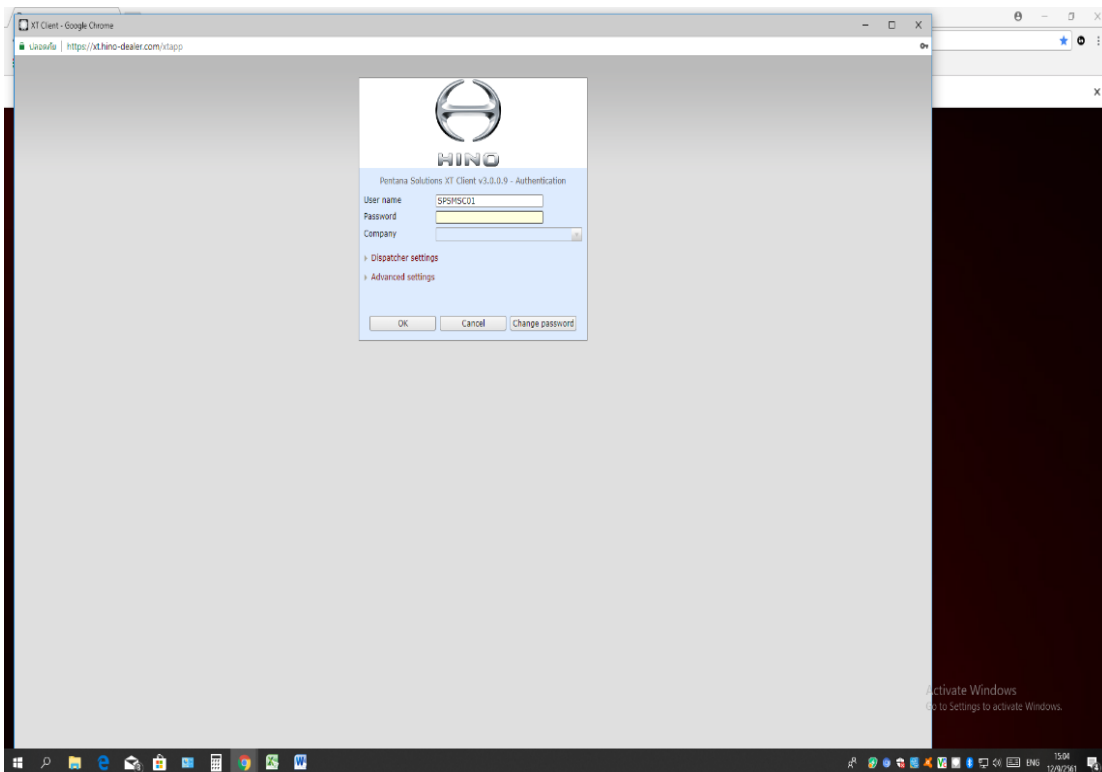 XT Client - Google Chrome
ปลอดภัย | https://xt.hino-dealer.com/xtapp
HINO
Pentana Solutions XT Client v3.0.0.9 - Authentication
User name SPSMSC01
Password
Company
Dispatcher settings
Advanced settings
OK Cancel Change password
Activate Windows
Go to Settings to activate Windows.
ENG 15:04
12/9/2561